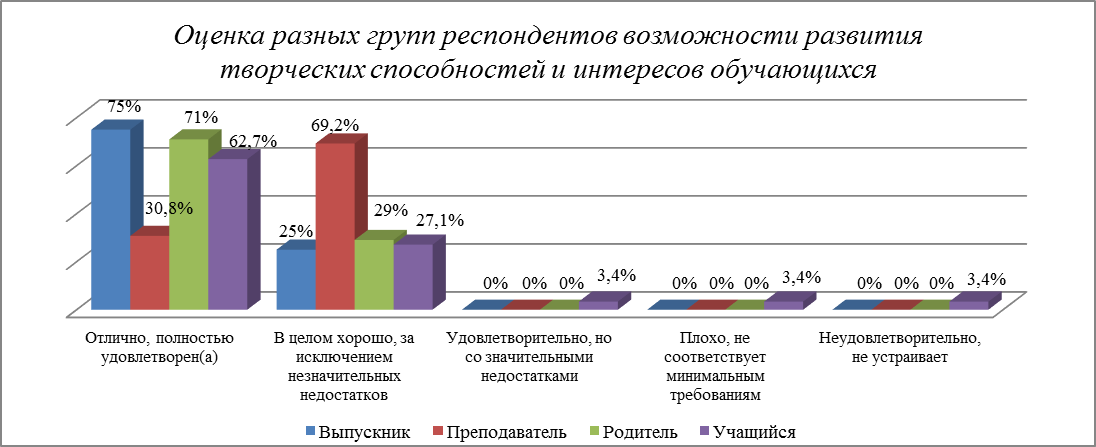 Оценка разных групп респондентов возможности развития
творческих способностей и интересов обучающихся
75%
30,8%
71%
62,7%
25%
69,2%
29%
27,1%
0%
0%
0%
3,4%
0%
0%
0%
3,4%
0%
0%
0%
3,4%
Отлично, полностью
удовлетворен(а)
В целом хорошо, за
исключением
незначительных
недостатков
Удовлетворительно, но
со значительными
недостатками
Плохо, не
соответствует
минимальным
требованиям
Неудовлетворительно,
не устраивает
Выпускник Преподаватель Родитель Учащийся